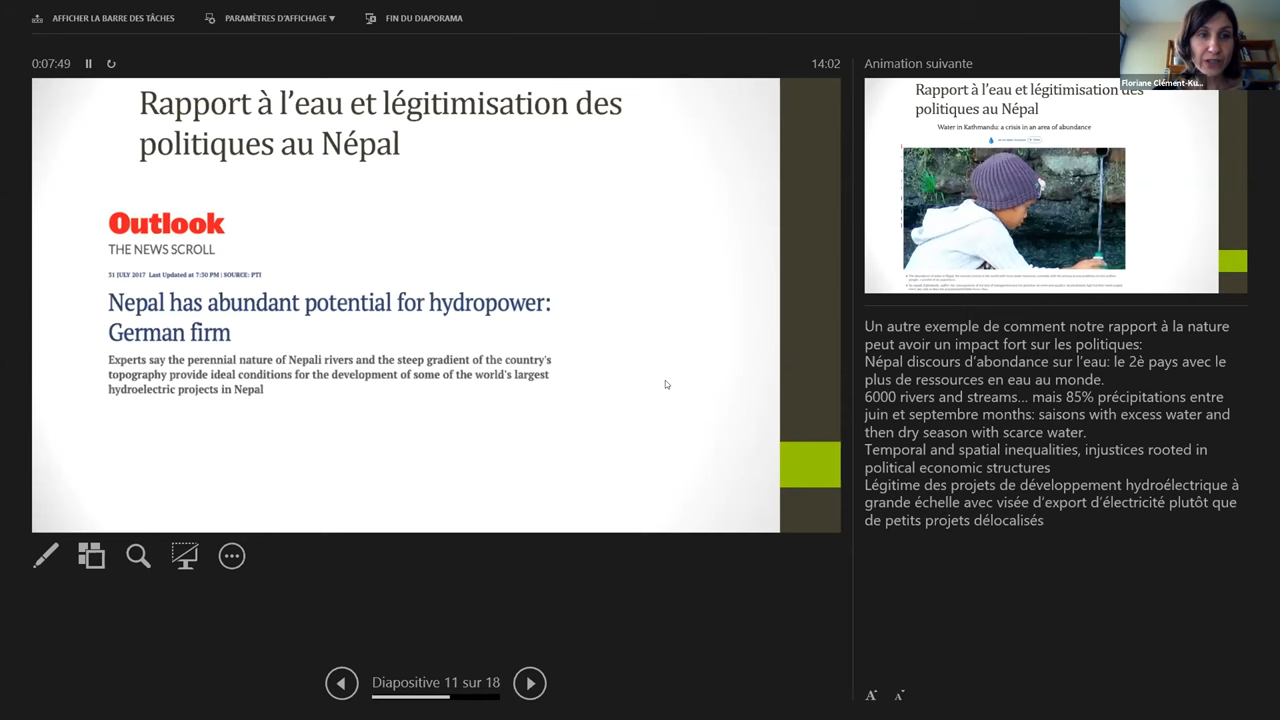 AFFICHER LA BARRE DES TÂCHES
PARAMÈTRES D'AFFICHAGE ▼
FIN DU DIAPORAMA
0:07:49
14:02
Rapport à l'eau et légitimisation des
politiques au Népal
Outlook
THE NEWS SCROLL
31 JULY 2017 Last Updated at 7:50 PM | SOURCE: PTI
Nepal has abundant potential for hydropower:
German firm
Experts say the perennial nature of Nepali rivers and the steep gradient of the country's
topography provide ideal conditions for the development of some of the world's largest
hydroelectric projects in Nepal
Diapositive 11 sur 18
Animation suivante
Floriane Clément-Ku...
Rapport à l'eau et légitimisation des
politiques au Népal
Water in Kathmandu: a crisis in an area of abundance
Un autre exemple de comment notre rapport à la nature
peut avoir un impact fort sur les politiques:
Népal discours d'abondance sur l'eau: le 2è pays avec le
plus de ressources en eau au monde.
6000 rivers and streams... mais 85% précipitations entre
juin et septembre months: saisons with excess water and
then dry season with scarce water.
Temporal and spatial inequalities, injustices rooted in
political economic structures
Légitime des projets de développement hydroélectrique à
grande échelle avec visée d'export d'électricité plutôt que
de petits projets délocalisés
A A